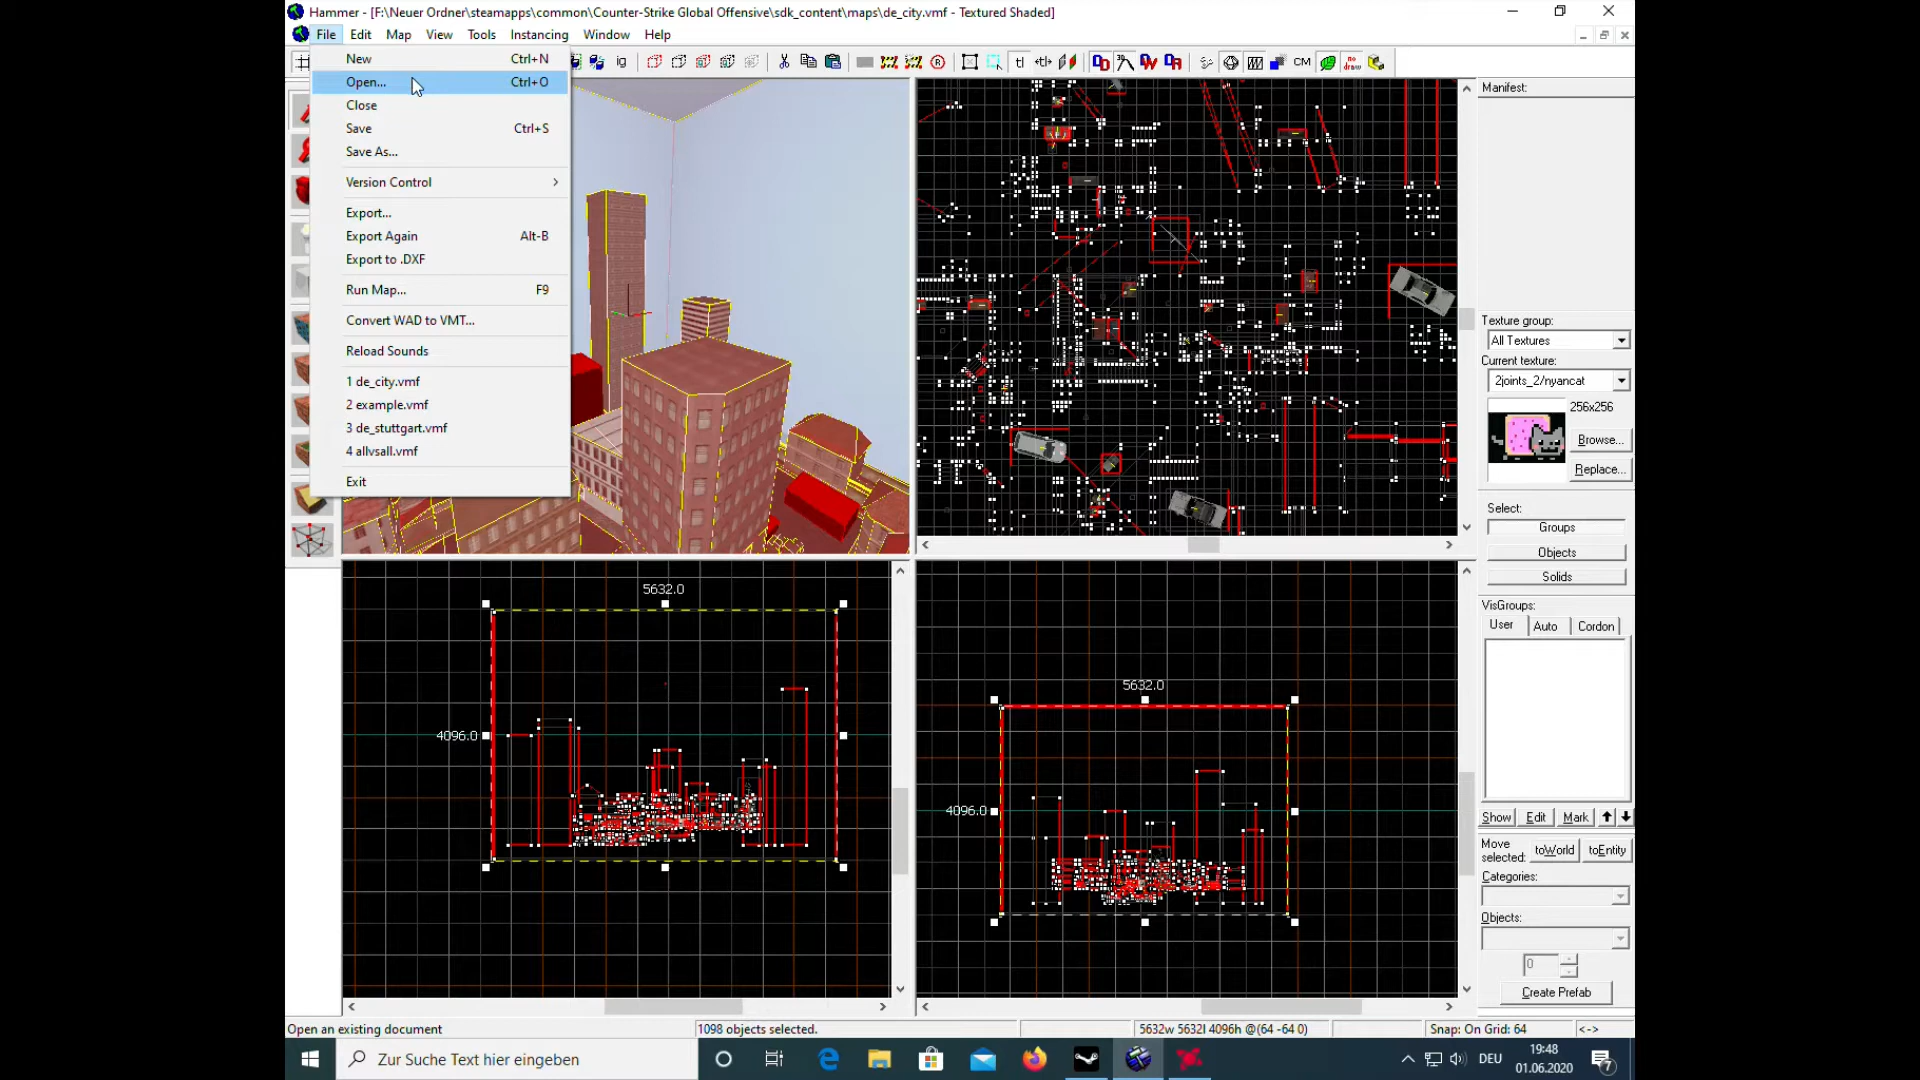 Hammer - [F:\Neuer Ordner\steamapps\common\Counter-Strike Global Offensive\sdk_content\maps\de_city.vmf - Textured Shaded]
File Edit Map View Tools Instancing Window Help
ig tl CM no draw
New Ctrl+N
Open... Ctrl+O
Close
Save Ctrl+S
Save As...
Version Control
Export...
Export Again Alt-B
Export to .DXF
Run Map... F9
Convert WAD to VMT...
Reload Sounds
1 de_city.vmf
2 example.vmf
3 de_stuttgart.vmf
4 allvsall.vmf
Exit
Manifest:
Texture group:
All Textures
Current texture:
2joints_2/nyancat
256x256
Browse...
Replace...
Select:
Groups
Objects
Solids
VisGroups:
User Auto Cordon
Show Edit Mark
Move selected: toWorld toEntity
Categories:
Objects:
0
Create Prefab
5632.0
4096.0
5632.0
4096.0
Open an existing document
1098 objects selected.
5632w 5632l 4096h @(64 -64 0)
Snap: On Grid: 64
<->
Zur Suche Text hier eingeben
DEU
19:48
01.06.2020
7